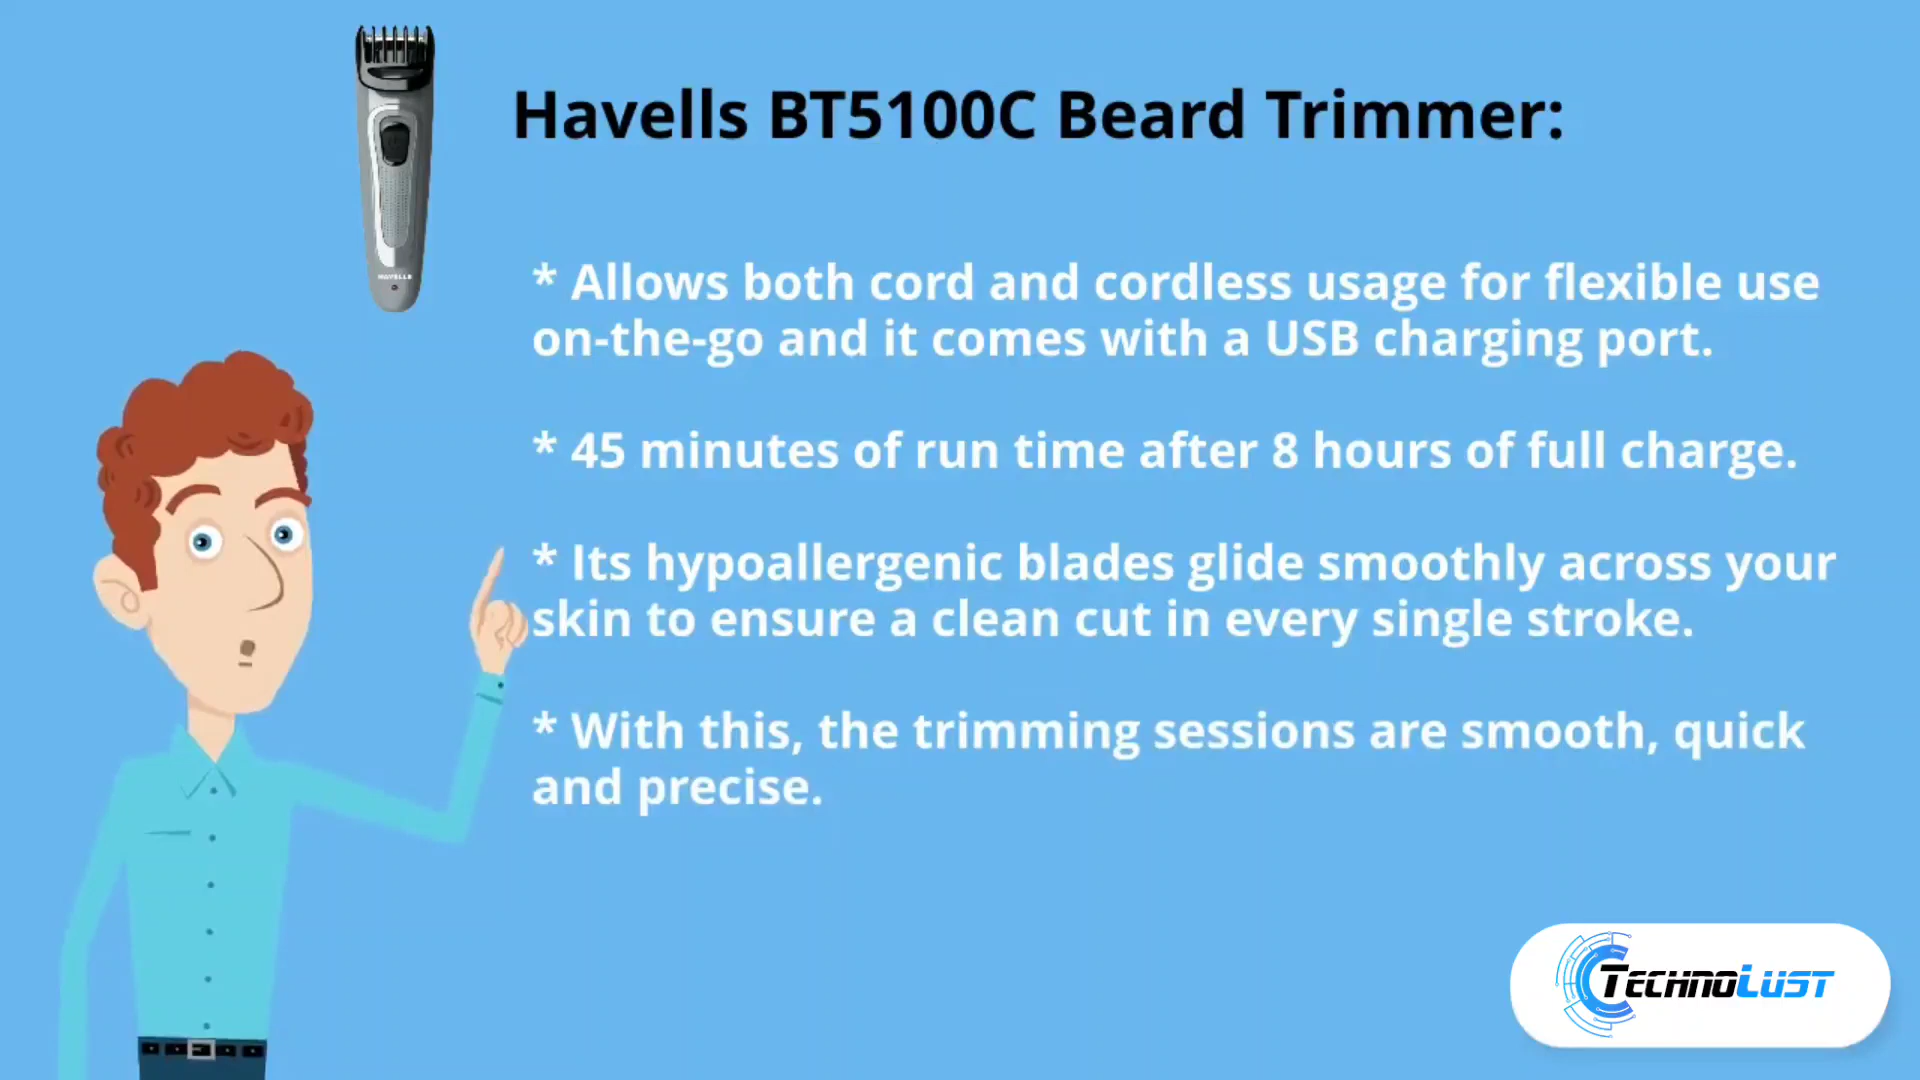 Havells BT5100C Beard Trimmer:
* Allows both cord and cordless usage for flexible use
on-the-go and it comes with a USB charging port.
* 45 minutes of run time after 8 hours of full charge.
* Its hypoallergenic blades glide smoothly across your
skin to ensure a clean cut in every single stroke.
* With this, the trimming sessions are smooth, quick
and precise.
HAVELLS
TECHNOLUST